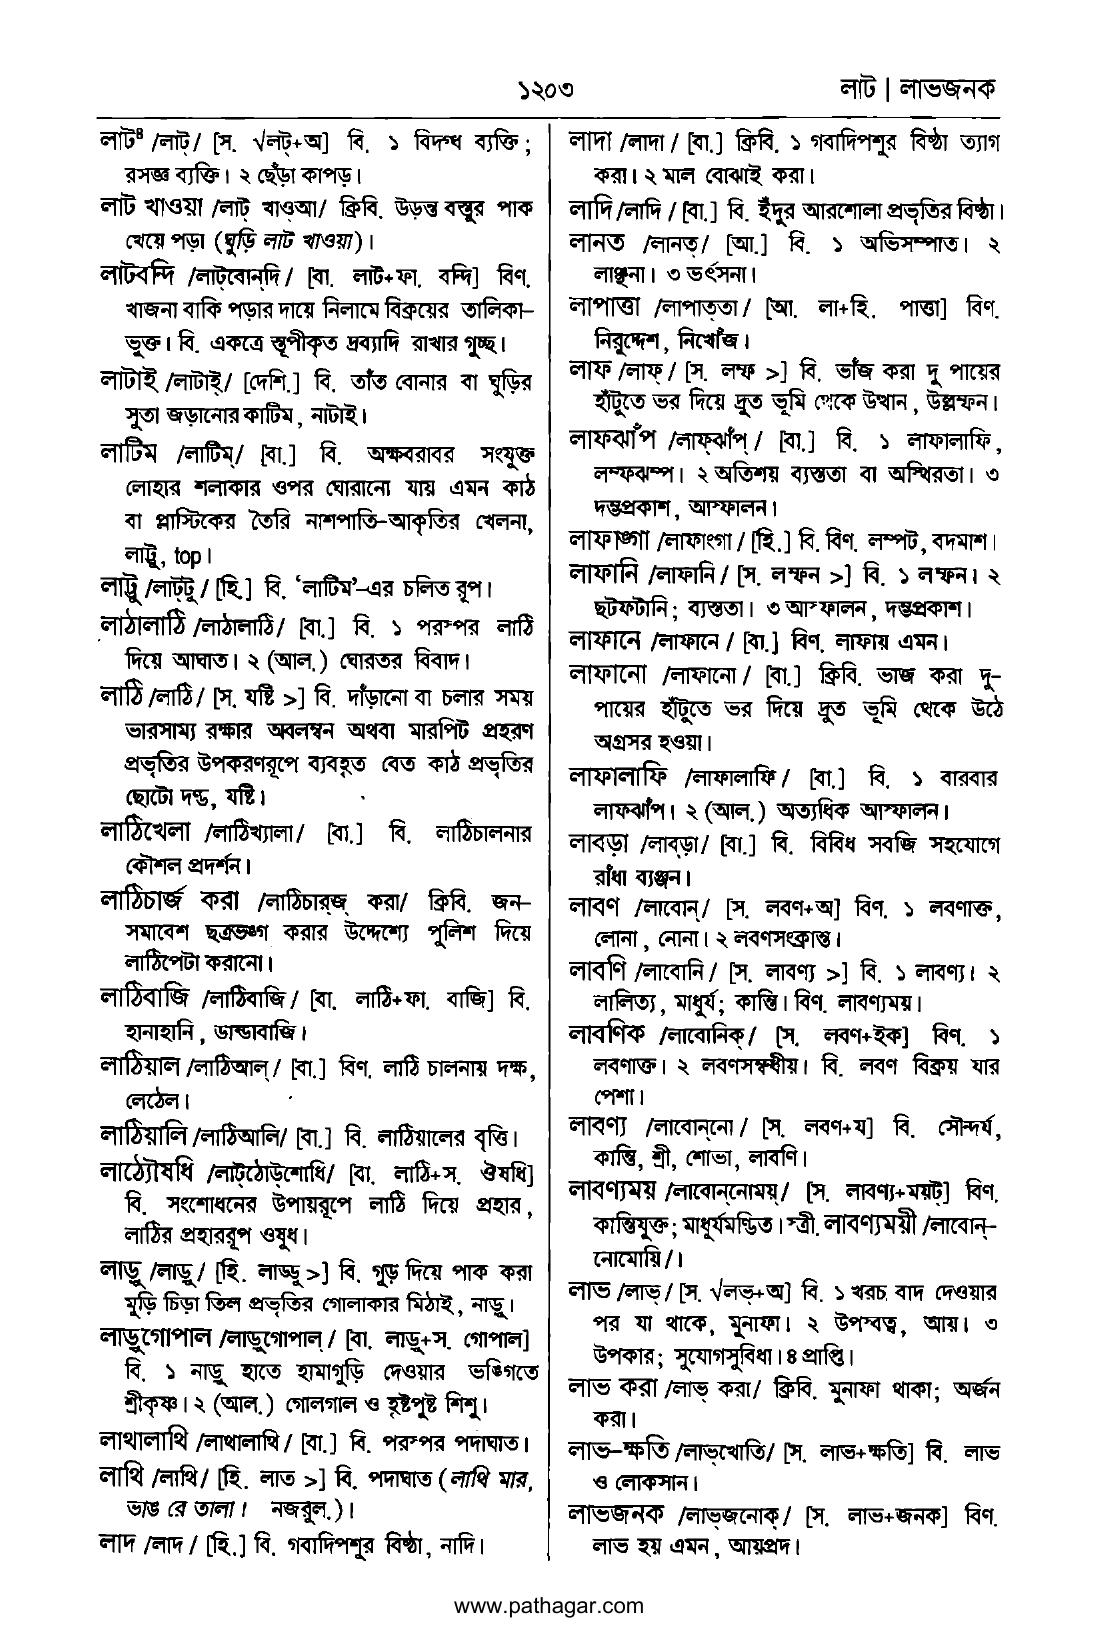 ১২০৩
লাট | লাভজনক
লাট⁪⁴ /লাট্/ [স. √লট্+অ] বি. ১ বিদগ্ধ ব্যক্তি;
রসজ্ঞ ব্যক্তি। ২ ছেঁড়া কাপড়।
লাট খাওয়া /লাট্ খাওআ/ ক্রিবি. উড়ন্ত বস্তুর পাক
খেয়ে পড়া (ঘুড়ি লাট খাওয়া)।
লাটবন্দি /লাট্‌বোন্‌দি/ [বা. লাট+ফা. বন্দি] বিণ.
খাজনা বাকি পড়ার দায়ে নিলামে বিক্রয়ের তালিকা-
ভুক্ত। বি. একত্রে স্তূপীকৃত দ্রব্যাদি রাখার গুচ্ছ।
লাটাই /লাটাই/ [দেশি.] বি. তাঁত বোনার বা ঘুড়ির
সুতা জড়ানোর কাটিম, নাটাই।
লাটিম /লাটিম্/ [বা.] বি. অক্ষবরাবর সংযুক্ত
লোহার শলাকার ওপর ঘোরানো যায় এমন কাঠ
বা প্লাস্টিকের তৈরি নাশপাতি-আকৃতির খেলনা,
লাট্টু, top।
লাট্টু /লাট্‌টু/ [হি.] বি. ‘লাটিম’-এর চলিত রূপ।
লাঠালাঠি /লাঠালাঠি/ [বা.] বি. ১ পরস্পর লাঠি
দিয়ে আঘাত। ২ (আল.) ঘোরতর বিবাদ।
লাঠি /লাঠি/ [স. যষ্টি >] বি. দাঁড়ানো বা চলার সময়
ভারসাম্য রক্ষার অবলম্বন অথবা মারপিট প্রহরণ
প্রভৃতির উপকরণরূপে ব্যবহৃত বেত কাঠ প্রভৃতির
ছোটো দন্ড, যষ্টি।
লাঠিখেলা /লাঠিখ্যালা/ [বা.] বি. লাঠিচালনার
কৌশল প্রদর্শন।
লাঠিচার্জ করা /লাঠিচার্‌জ্ করা/ ক্রিবি. জন-
সমাবেশ ছত্রভঙ্গ করার উদ্দেশ্যে পুলিশ দিয়ে
লাঠিপেটা করানো।
লাঠিবাজি /লাঠিবাজি/ [বা. লাঠি+ফা. বাজি] বি.
হানাহানি, ডান্ডাবাজি।
লাঠিয়াল /লাঠিআল্/ [বা.] বিণ. লাঠি চালনায় দক্ষ,
লেঠেল।
লাঠিয়ালি /লাঠিআলি/ [বা.] বি. লাঠিয়ালের বৃত্তি।
লাঠ্যৌষধি /লাট্‌ঠোউশোধি/ [বা. লাঠি+স. ঔষধি]
বি. সংশোধনের উপায়রূপে লাঠি দিয়ে প্রহার,
লাঠির প্রহাররূপ ওষুধ।
লাড়ু /লাড়ু/ [হি. লাড্ডু >] বি. গুড় দিয়ে পাক করা
মুড়ি চিড়া তিল প্রভৃতির গোলাকার মিঠাই, নাড়ু।
লাড়ুগোপাল /লাড়ুগোপাল্/ [বা. লাড়ু+স. গোপাল]
বি. ১ নাড়ু হাতে হামাগুড়ি দেওয়ার ভঙ্গিতে
শ্রীকৃষ্ণ। ২ (আল.) গোলগাল ও হৃষ্টপুষ্ট শিশু।
লাথালাথি /লাথালাথি/ [বা.] বি. পরস্পর পদাঘাত।
লাথি /লাথি/ [হি. লাত >] বি. পদাঘাত (লাথি মার,
ভাঙ রে তালা! নজরুল.)।
লাদ /লাদ/ [হি.] বি. গবাদিপশুর বিষ্ঠা, নাদি।
লাদা /লাদা/ [বা.] ক্রিবি. ১ গবাদিপশুর বিষ্ঠা ত্যাগ
করা। ২ মাল বোঝাই করা।
লাদি /লাদি/ [বা.] বি. ইঁদুর আরশোলা প্রভৃতির বিষ্ঠা।
লানত /লানত্/ [আ.] বি. ১ অভিসম্পাত। ২
লাঞ্ছনা। ৩ ভর্ৎসনা।
লাপাত্তা /লাপাত্‌তা/ [আ. লা+হি. পাত্তা] বিণ.
নিরুদ্দেশ, নিখোঁজ।
লাফ /লাফ্/ [স. লম্ফ >] বি. ভাঁজ করা দু পায়ের
হাঁটুতে ভর দিয়ে দ্রুত ভূমি থেকে উত্থান, উল্লম্ফন।
লাফঝাঁপ /লাফ্‌ঝাঁপ্/ [বা.] বি. ১ লাফালাফি,
লম্ফঝম্প। ২ অতিশয় ব্যস্ততা বা অস্থিরতা। ৩
দম্ভপ্রকাশ, আস্ফালন।
লাফাঙ্গা /লাফাংগা/ [হি.] বি. বিণ. লম্পট, বদমাশ।
লাফানি /লাফানি/ [স. লম্ফন >] বি. ১ লম্ফন। ২
ছটফটানি; ব্যস্ততা। ৩ আস্ফালন, দম্ভপ্রকাশ।
লাফানে /লাফানে/ [বা.] বিণ. লাফায় এমন।
লাফানো /লাফানো/ [বা.] ক্রিবি. ভাজ করা দু-
পায়ের হাঁটুতে ভর দিয়ে দ্রুত ভূমি থেকে উঠে
অগ্রসর হওয়া।
লাফালাফি /লাফালাফি/ [বা.] বি. ১ বারবার
লাফঝাঁপ। ২ (আল.) অত্যধিক আস্ফালন।
লাবড়া /লাব্‌ড়া/ [বা.] বি. বিবিধ সবজি সহযোগে
রাঁধা ব্যঞ্জন।
লাবণ /লাবোন্/ [স. লবণ+অ] বিণ. ১ লবণাক্ত,
লোনা, নোনা। ২ লবণসংক্রান্ত।
লাবণি /লাবোনি/ [স. লাবণ্য >] বি. ১ লাবণ্য। ২
লালিত্য, মাধুর্য; কান্তি। বিণ. লাবণ্যময়।
লাবণিক /লাবোনিক্/ [স. লবণ+ইক] বিণ. ১
লবণাক্ত। ২ লবণসম্বন্ধীয়। বি. লবণ বিক্রয় যার
পেশা।
লাবণ্য /লাবোন্‌নো/ [স. লবণ+য] বি. সৌন্দর্য,
কান্তি, শ্রী, শোভা, লাবণি।
লাবণ্যময় /লাবোন্‌নোময়্/ [স. লাবণ্য+ময়ট্] বিণ.
কান্তিযুক্ত; মাধুর্যমণ্ডিত। স্ত্রী. লাবণ্যময়ী /লাবোন্‌-
নোমোয়ি/।
লাভ /লাভ্/ [স. √লভ্+অ] বি. ১ খরচ বাদ দেওয়ার
পর যা থাকে, মুনাফা। ২ উপস্বত্ব, আয়। ৩
উপকার; সুযোগসুবিধা। ৪ প্রাপ্তি।
লাভ করা /লাভ্ করা/ ক্রিবি. মুনাফা থাকা; অর্জন
করা।
লাভ-ক্ষতি /লাভ্‌খোতি/ [স. লাভ+ক্ষতি] বি. লাভ
ও লোকসান।
লাভজনক /লাভ্‌জনোক্/ [স. লাভ+জনক] বিণ.
লাভ হয় এমন, আয়প্রদ।
www.pathagar.com